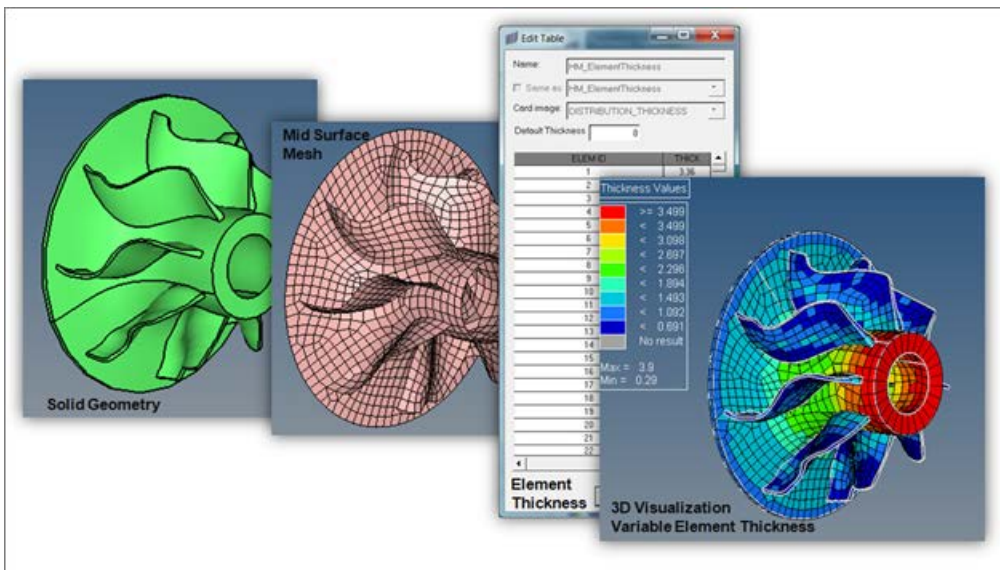 Solid Geometry
Mid Surface
Mesh
Edit Table
Name:
HM_ElementThickness
Same as
HM_ElementThickness
Card image:
DISTRIBUTION_THICKNESS
Default Thickness
0
ELEM ID THICK
1 3.36
2
3
4
5
6
7
8
9
10
11
12
13
14
15
16
17
18
19
20
21
22
Element
Thickness
Thickness Values
>= 3.499
< 3.499
< 3.098
< 2.697
< 2.296
< 1.894
< 1.493
< 1.092
< 0.691
No result
Max = 3.9
Min = 0.29
3D Visualization
Variable Element Thickness